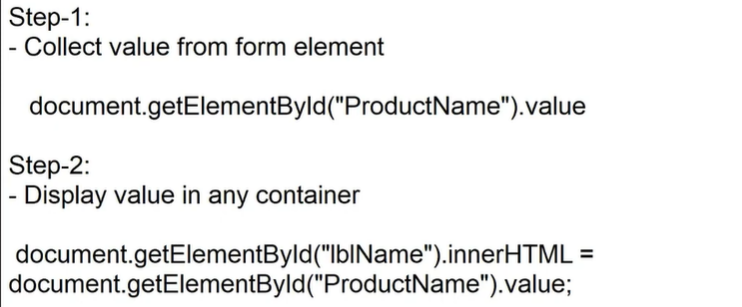 Step-1:
- Collect value from form element
document.getElementById("ProductName").value
Step-2:
- Display value in any container
document.getElementById("lblName").innerHTML =
document.getElementById("ProductName").value;